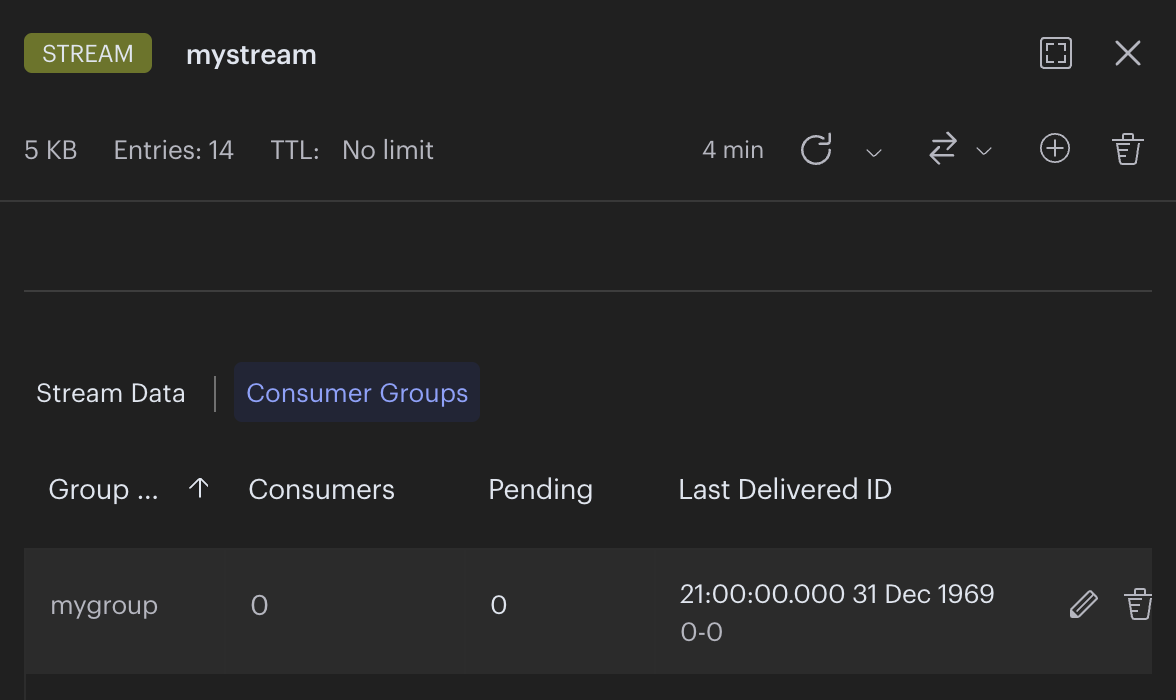 STREAM mystream
5 KB Entries: 14 TTL: No limit 4 min
Stream Data Consumer Groups
Group ... Consumers Pending Last Delivered ID
mygroup 0 0 21:00:00.000 31 Dec 1969
0-0